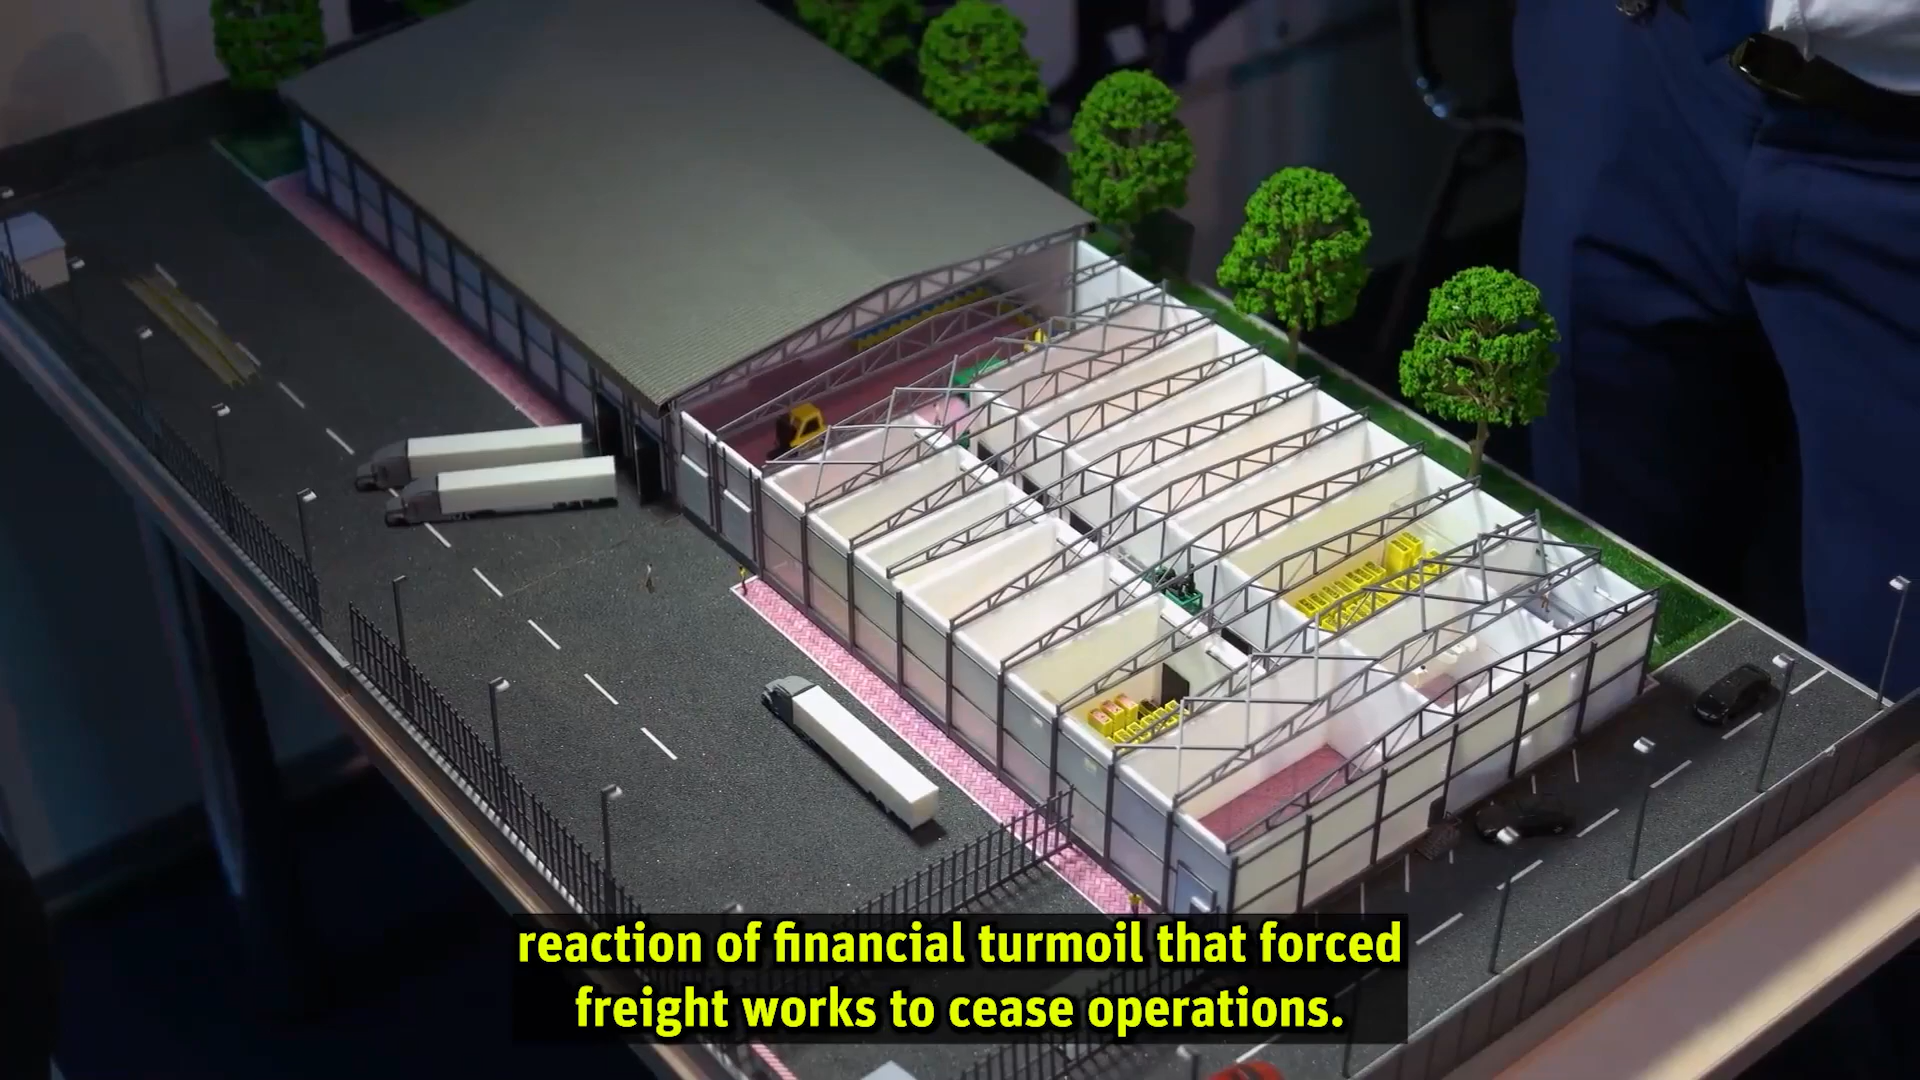 reaction of financial turmoil that forced
freight works to cease operations.